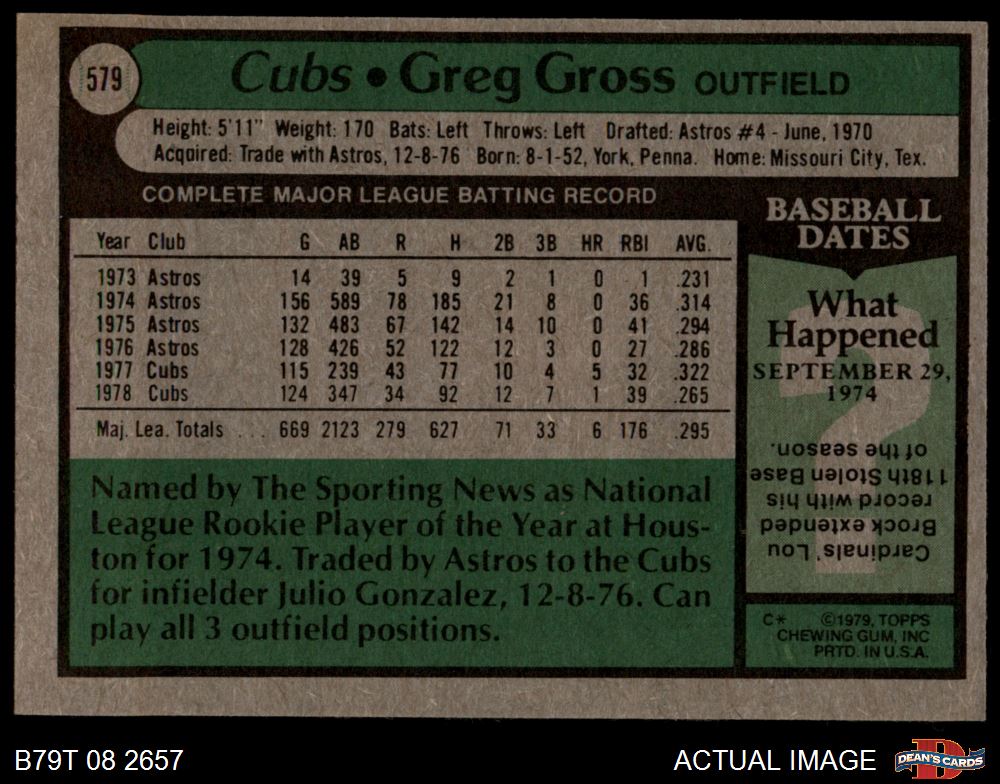 579
Cubs • Greg Gross OUTFIELD
Height: 5'11" Weight: 170 Bats: Left Throws: Left Drafted: Astros #4 - June, 1970
Acquired: Trade with Astros, 12-8-76 Born: 8-1-52, York, Penna. Home: Missouri City, Tex.
COMPLETE MAJOR LEAGUE BATTING RECORD
Year Club G AB R H 2B 3B HR RBI AVG.
1973 Astros 14 39 5 9 2 1 0 1 .231
1974 Astros 156 589 78 185 21 8 0 36 .314
1975 Astros 132 483 67 142 14 10 0 41 .294
1976 Astros 128 426 52 122 12 3 0 27 .286
1977 Cubs 115 239 43 77 10 4 5 32 .322
1978 Cubs 124 347 34 92 12 7 1 39 .265
Maj. Lea. Totals ... 669 2123 279 627 71 33 6 176 .295
Named by The Sporting News as National
League Rookie Player of the Year at Hous-
ton for 1974. Traded by Astros to the Cubs
for infielder Julio Gonzalez, 12-8-76. Can
play all 3 outfield positions.
BASEBALL
DATES
What
Happened
SEPTEMBER 29,
1974
?
Cardinals' Lou
Brock extended
record with his
118th Stolen Base
of the season.
C* ©1979, TOPPS
CHEWING GUM, INC
PRTD. IN U.S.A.
B79T 08 2657
ACTUAL IMAGE
D
DEAN'S CARDS